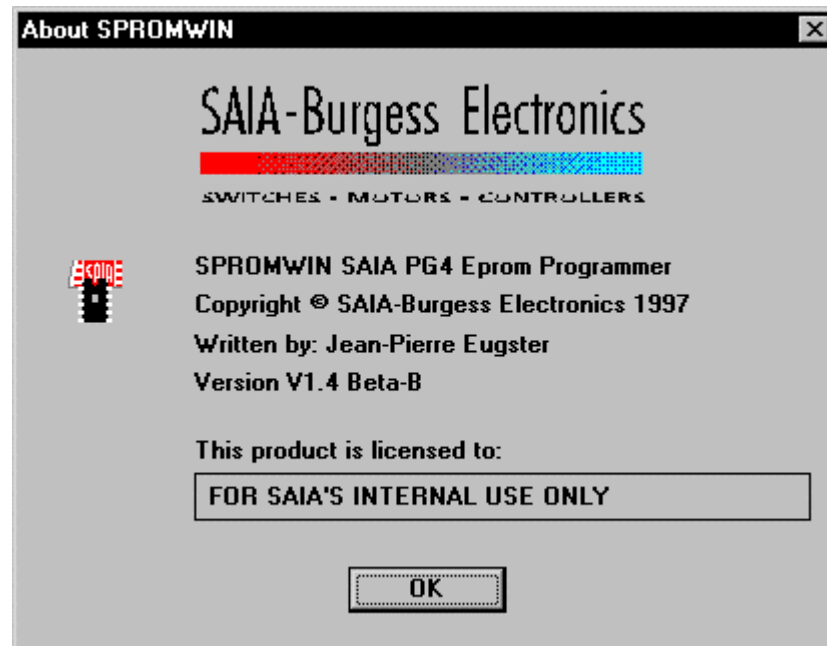 About SPROMWIN
SAIA-Burgess Electronics
SWITCHES - MOTORS - CONTROLLERS
SAIA
SPROMWIN SAIA PG4 Eprom Programmer
Copyright © SAIA-Burgess Electronics 1997
Written by: Jean-Pierre Eugster
Version V1.4 Beta-B
This product is licensed to:
FOR SAIA'S INTERNAL USE ONLY
OK